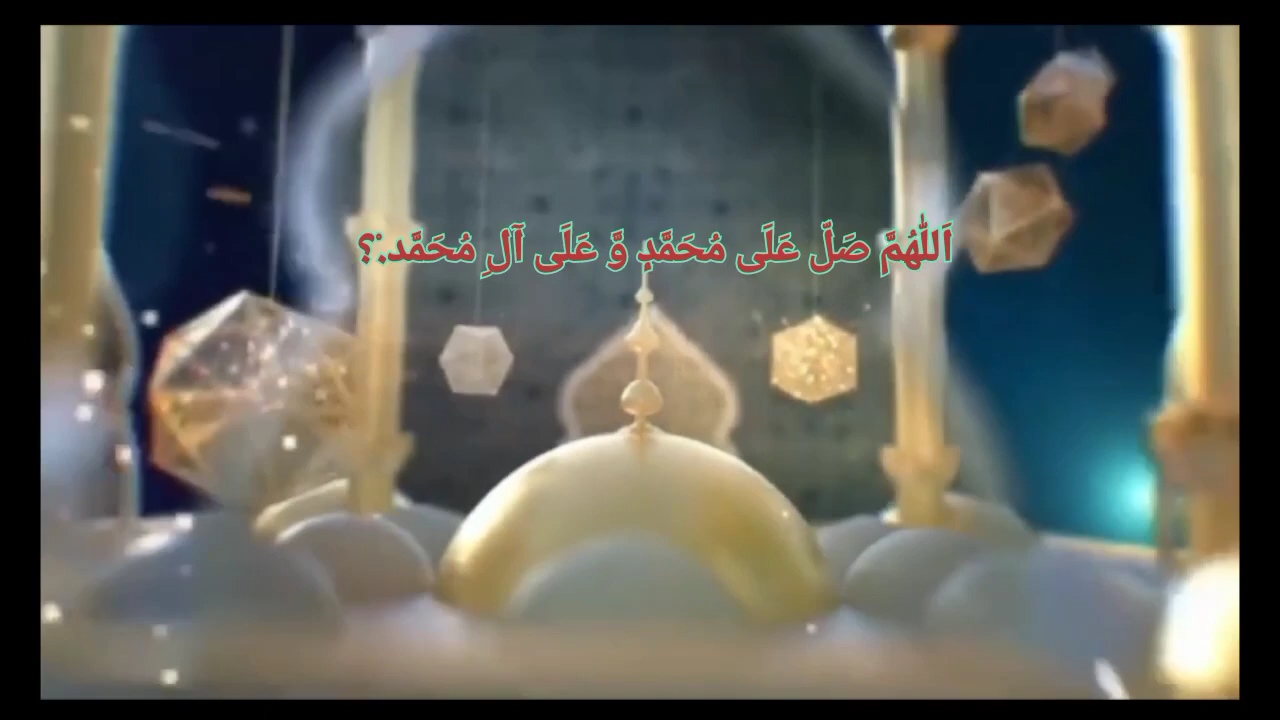 اَللّٰهُمَّ صَلّ عَلَى مُحَمَّدٍ وَّ عَلَى آلِ مُحَمَّد.ً.؟